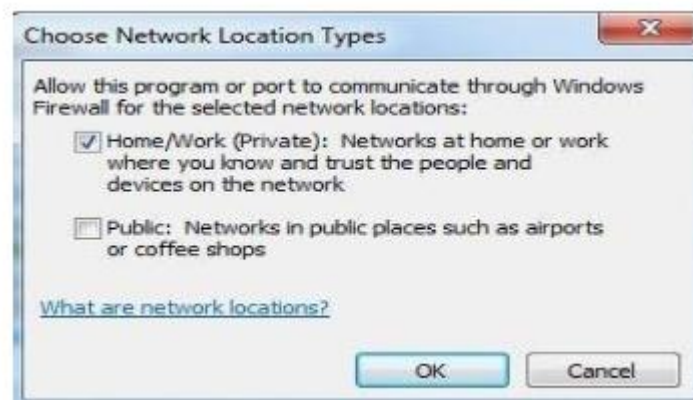 Choose Network Location Types
Allow this program or port to communicate through Windows
Firewall for the selected network locations:
Home/Work (Private): Networks at home or work
where you know and trust the people and
devices on the network
Public: Networks in public places such as airports
or coffee shops
What are network locations?
OK Cancel